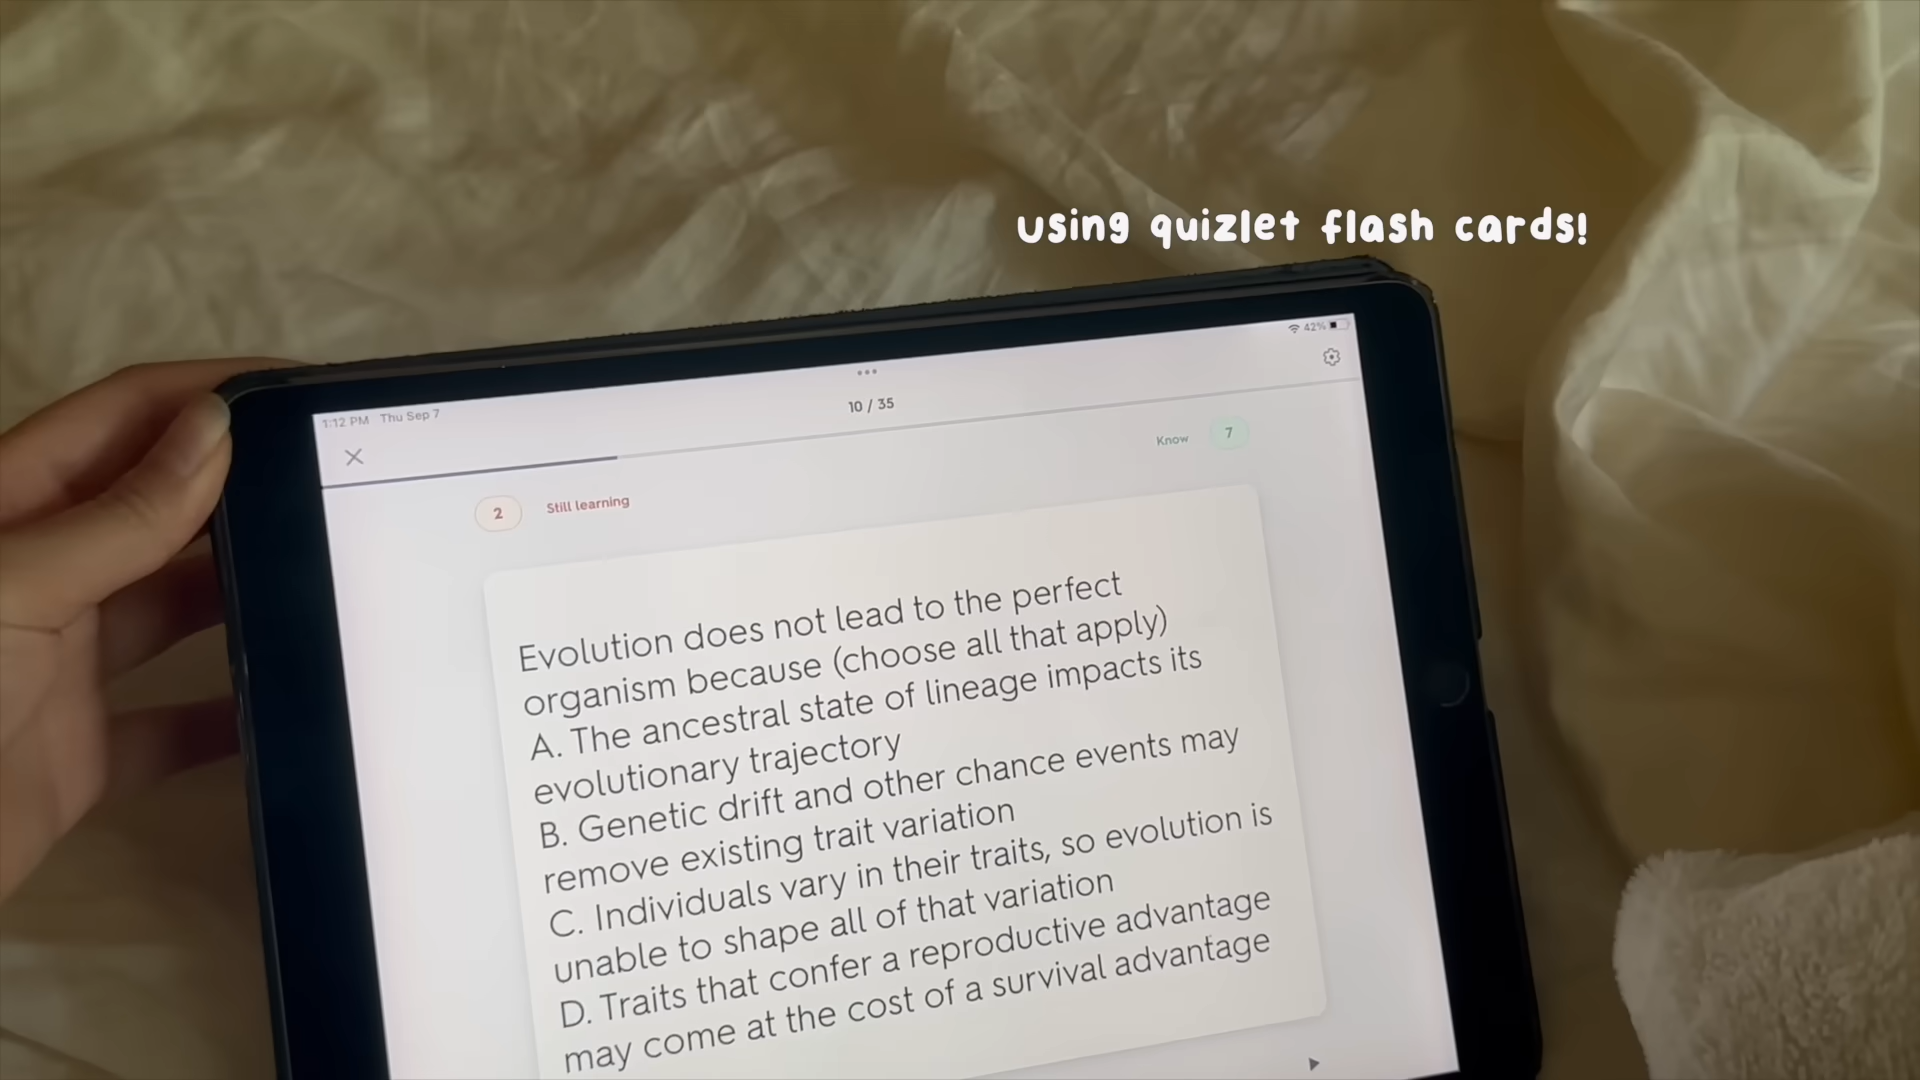 using quizlet flash cards!
42%
1:12 PM Thu Sep 7
10 / 35
Know 7
2 Still learning
Evolution does not lead to the perfect
organism because (choose all that apply)
A. The ancestral state of lineage impacts its
evolutionary trajectory
B. Genetic drift and other chance events may
remove existing trait variation
C. Individuals vary in their traits, so evolution is
unable to shape all of that variation
D. Traits that confer a reproductive advantage
may come at the cost of a survival advantage